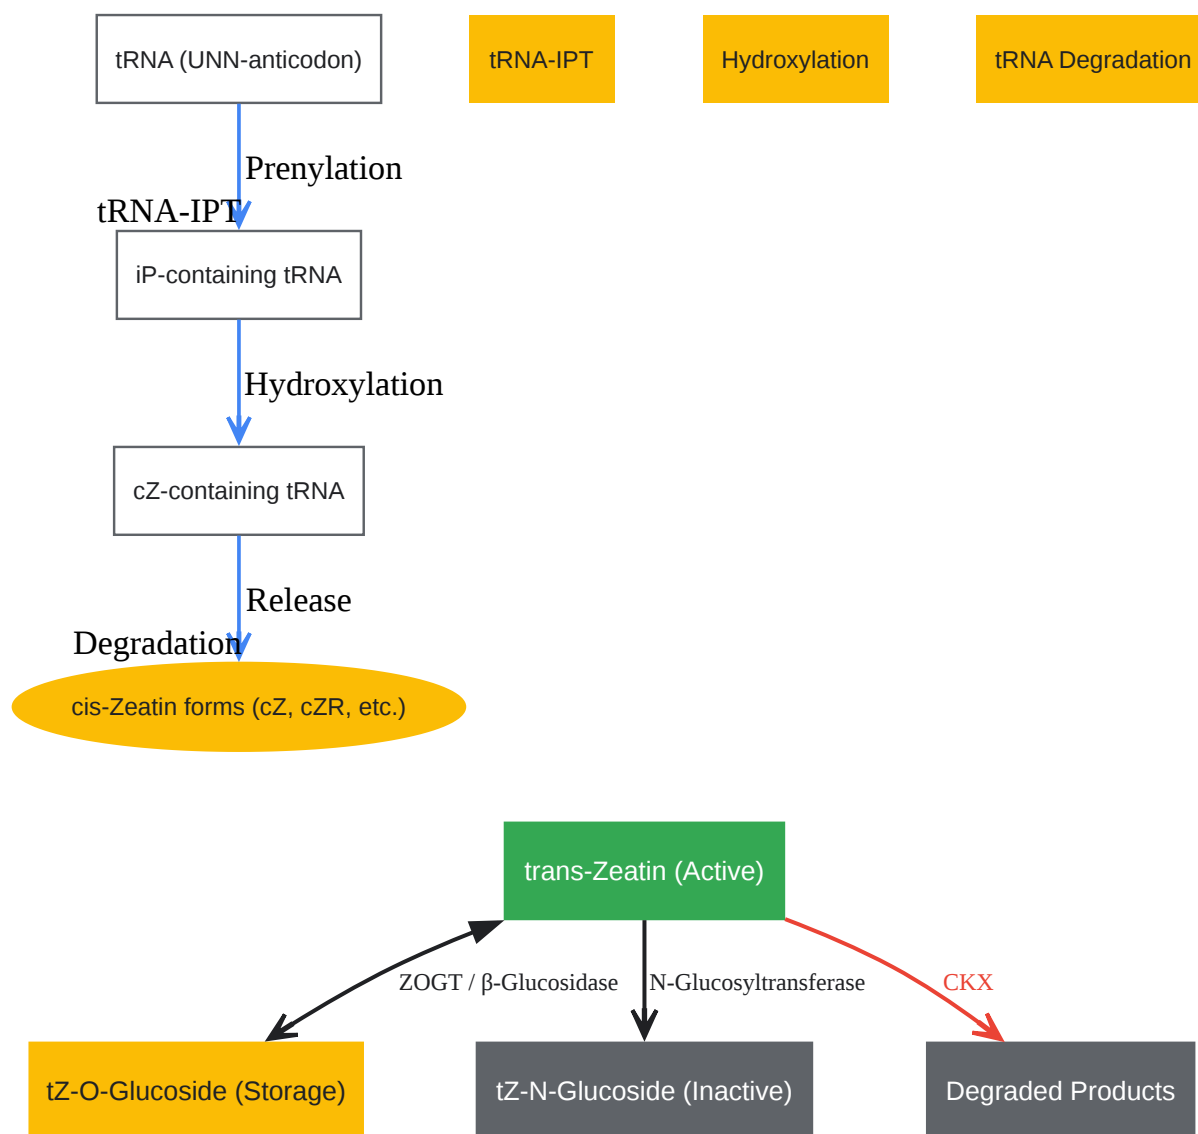 tRNA (UNN-anticodon)
tRNA-IPT
Hydroxylation
tRNA Degradation
Prenylation
tRNA-IPT
iP-containing tRNA
Hydroxylation
cZ-containing tRNA
Release
Degradation
cis-Zeatin forms (cZ, cZR, etc.)
trans-Zeatin (Active)
ZOGT / β-Glucosidase
N-Glucosyltransferase
CKX
tZ-O-Glucoside (Storage)
tZ-N-Glucoside (Inactive)
Degraded Products